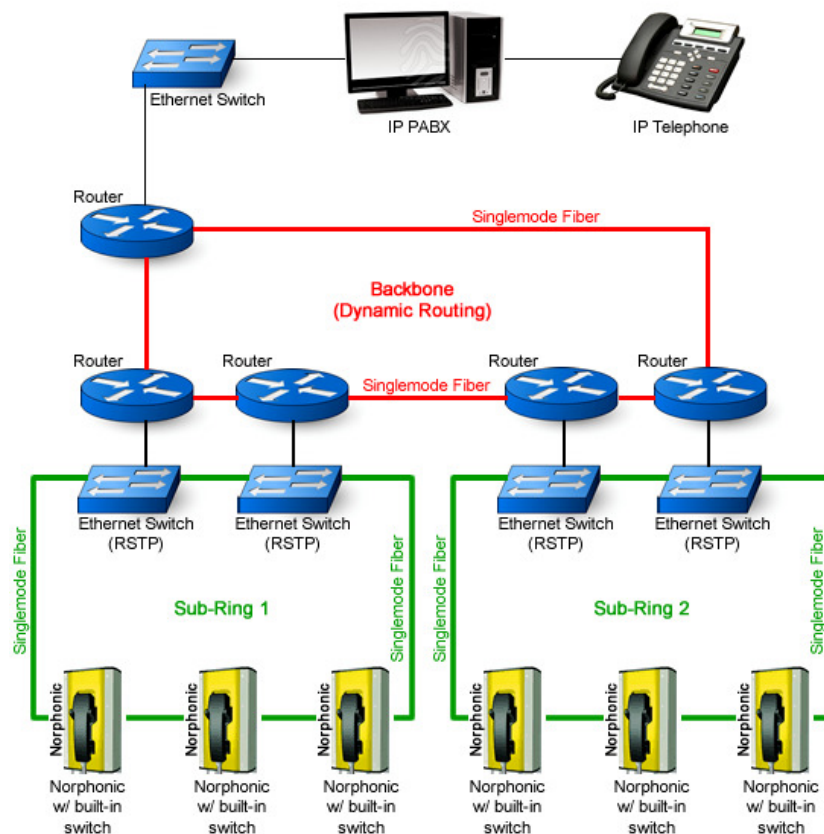 Ethernet Switch
IP PABX
IP Telephone
Router
Singlemode Fiber
Backbone
(Dynamic Routing)
Router
Router
Singlemode Fiber
Router
Router
Ethernet Switch
(RSTP)
Ethernet Switch
(RSTP)
Ethernet Switch
(RSTP)
Ethernet Switch
(RSTP)
Singlemode Fiber
Sub-Ring 1
Singlemode Fiber
Singlemode Fiber
Sub-Ring 2
Singlemode Fiber
Norphonic
Norphonic
Norphonic
Norphonic
Norphonic
Norphonic
Norphonic
w/ built-in
switch
Norphonic
w/ built-in
switch
Norphonic
w/ built-in
switch
Norphonic
w/ built-in
switch
Norphonic
w/ built-in
switch
Norphonic
w/ built-in
switch